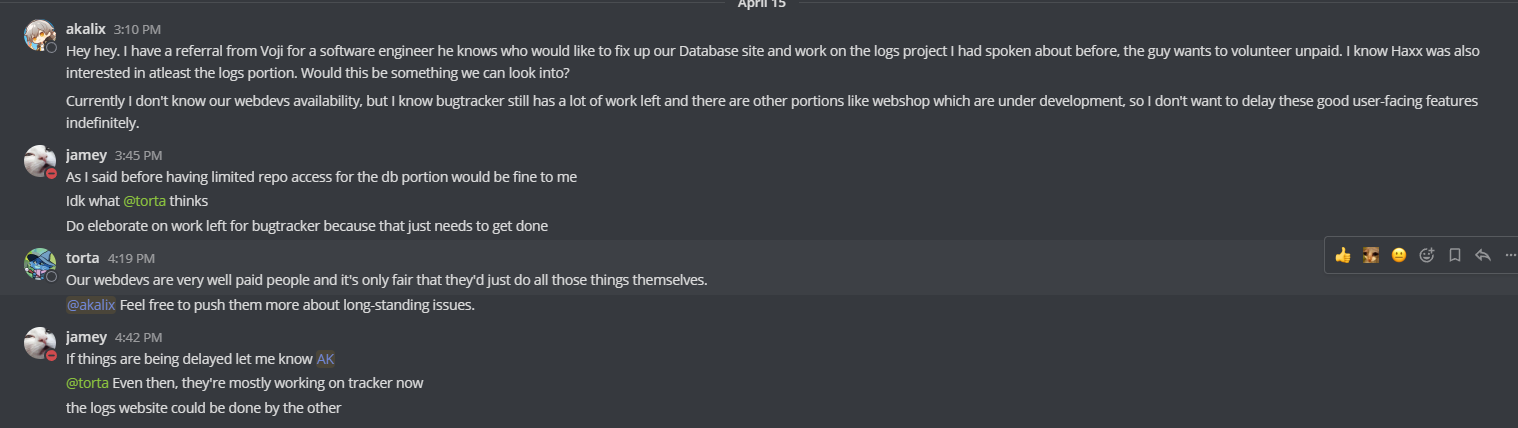 April 15
akalix 3:10 PM
Hey hey. I have a referral from Voji for a software engineer he knows who would like to fix up our Database site and work on the logs project I had spoken about before, the guy wants to volunteer unpaid. I know Haxx was also
interested in atleast the logs portion. Would this be something we can look into?
Currently I don't know our webdevs availability, but I know bugtracker still has a lot of work left and there are other portions like webshop which are under development, so I don't want to delay these good user-facing features
indefinitely.
jamey 3:45 PM
As I said before having limited repo access for the db portion would be fine to me
Idk what @torta thinks
Do eleborate on work left for bugtracker because that just needs to get done
torta 4:19 PM
Our webdevs are very well paid people and it's only fair that they'd just do all those things themselves.
@akalix Feel free to push them more about long-standing issues.
jamey 4:42 PM
If things are being delayed let me know AK
@torta Even then, they're mostly working on tracker now
the logs website could be done by the other